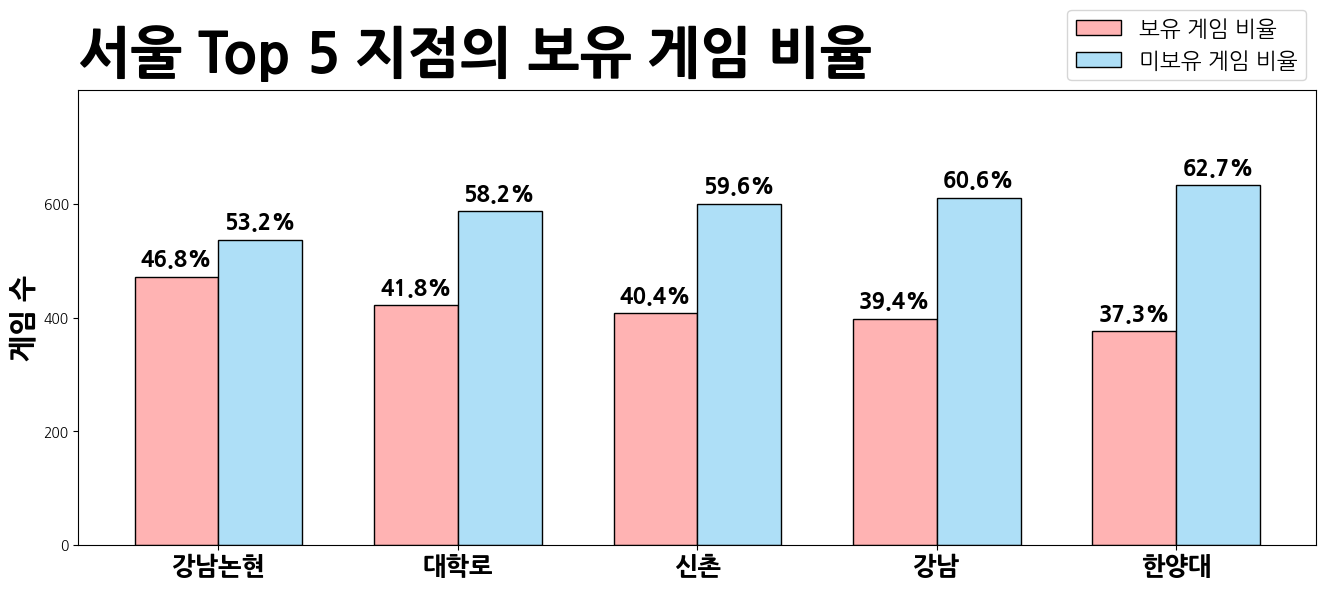 서울 Top 5 지점의 보유 게임 비율
보유 게임 비율
미보유 게임 비율
게임 수
600
400
200
0
46.8%
53.2%
41.8%
58.2%
40.4%
59.6%
39.4%
60.6%
37.3%
62.7%
강남논현
대학로
신촌
강남
한양대